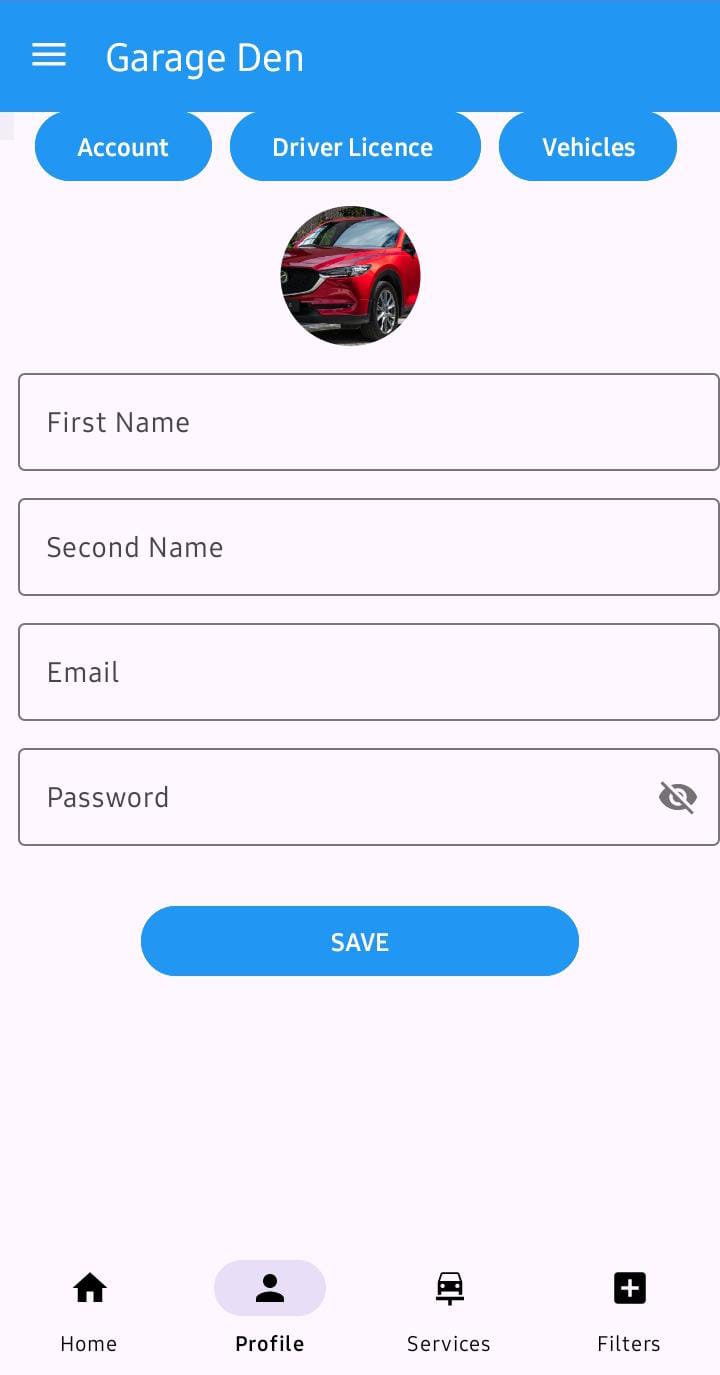 Garage Den
Account Driver Licence Vehicles
First Name
Second Name
Email
Password
SAVE
Home Profile Services Filters